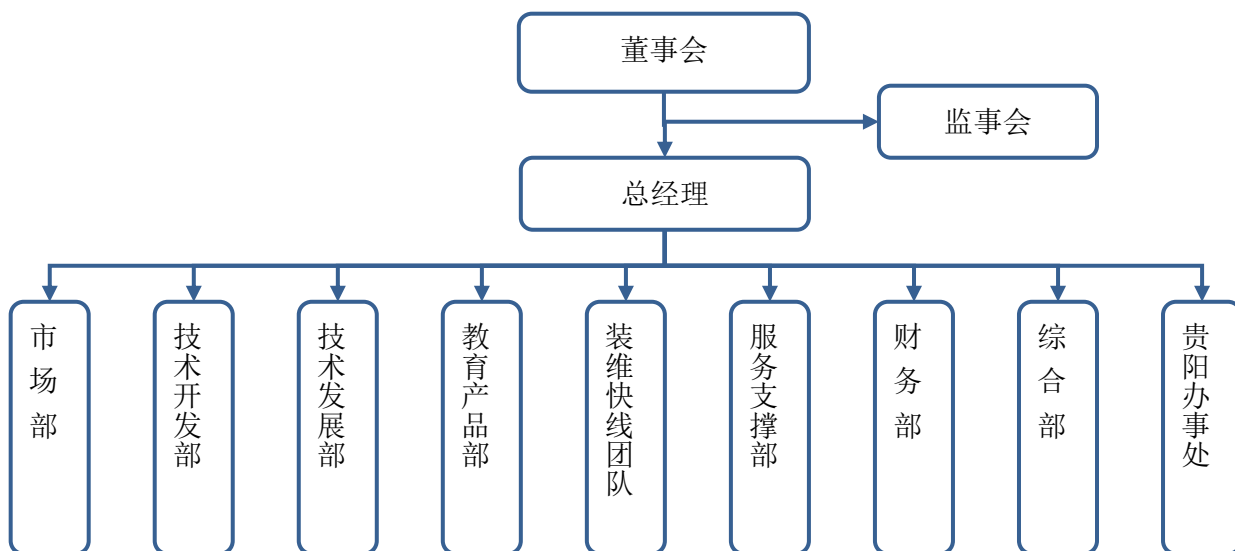 董事会
监事会
总经理
市场部
技术开发部
技术发展部
教育产品部
装维快线团队
服务支撑部
财务部
综合部
贵阳办事处